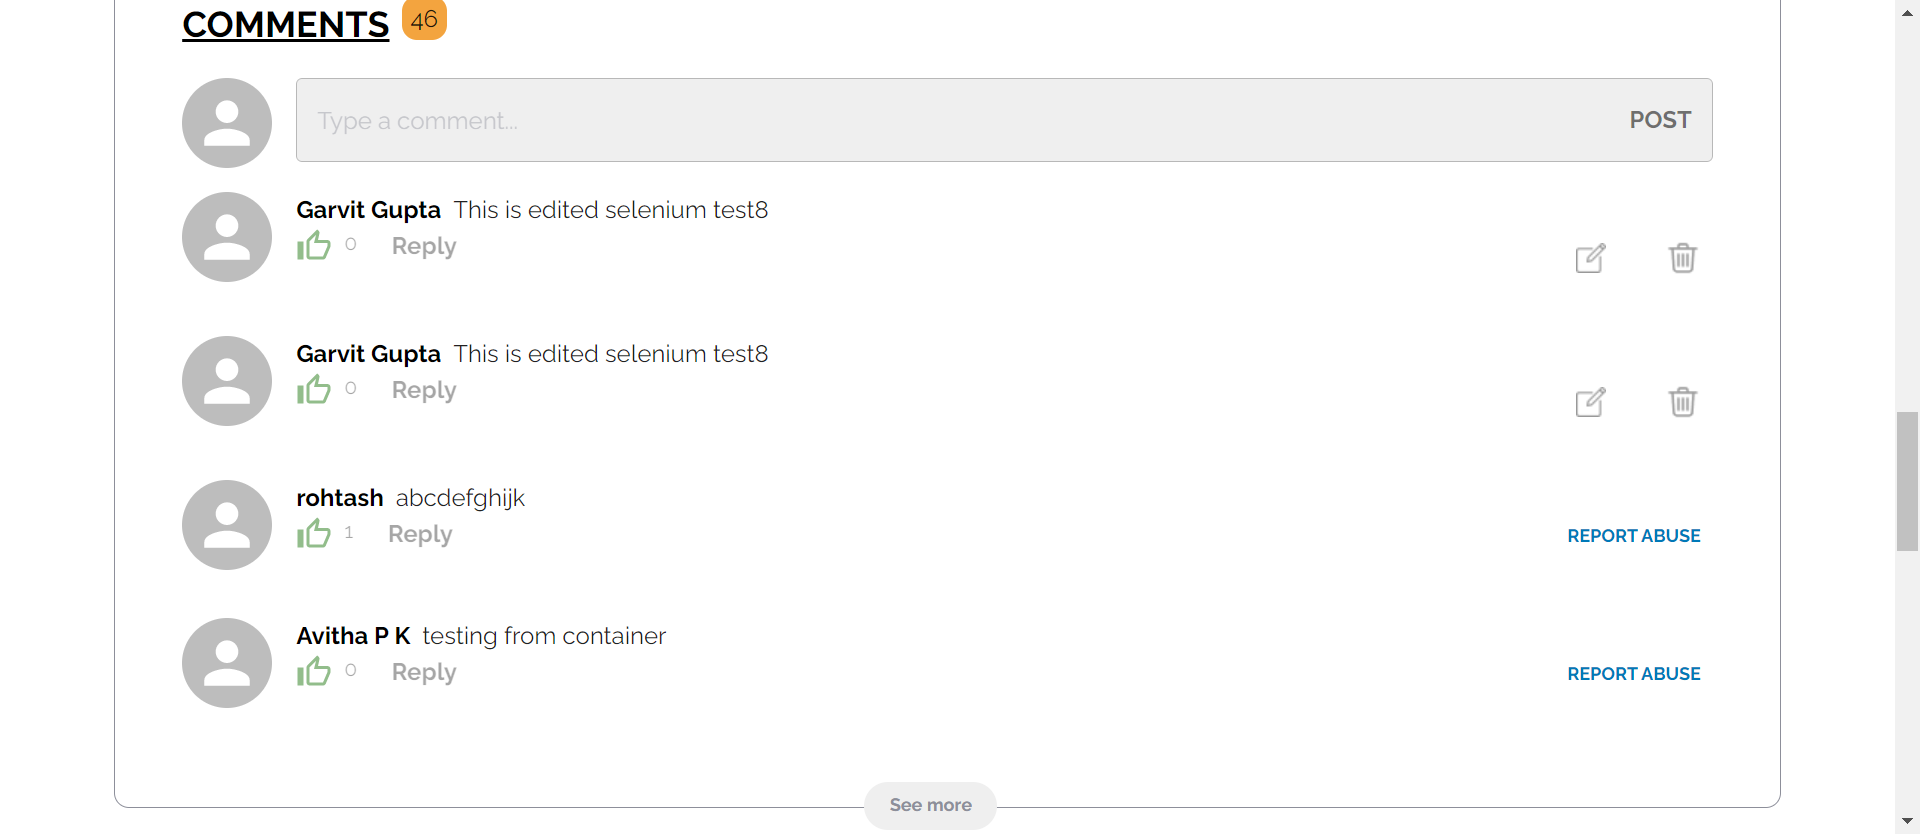 COMMENTS 46
Type a comment... POST
Garvit Gupta This is edited selenium test8
0 Reply
Garvit Gupta This is edited selenium test8
0 Reply
rohtash abcdefghijk
1 Reply REPORT ABUSE
Avitha P K testing from container
0 Reply REPORT ABUSE
See more